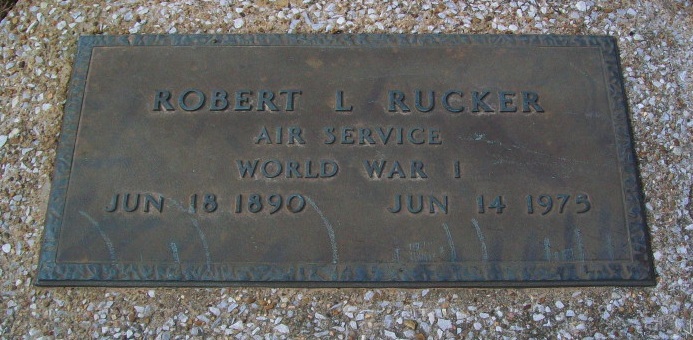 ROBERT L RUCKER
AIR SERVICE
WORLD WAR I
JUN 18 1890 JUN 14 1975